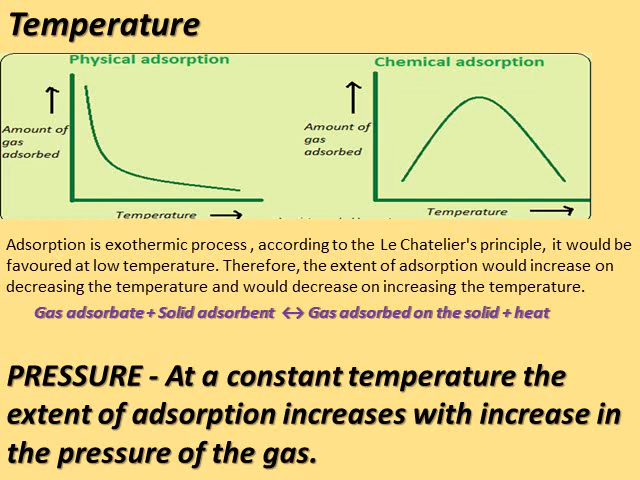 Temperature
Physical adsorption
Chemical adsorption
Amount of
gas
adsorbed
Amount of
gas
adsorbed
Temperature
Temperature
Adsorption is exothermic process , according to the Le Chatelier's principle, it would be
favoured at low temperature. Therefore, the extent of adsorption would increase on
decreasing the temperature and would decrease on increasing the temperature.
Gas adsorbate + Solid adsorbent ↔ Gas adsorbed on the solid + heat
PRESSURE - At a constant temperature the
extent of adsorption increases with increase in
the pressure of the gas.